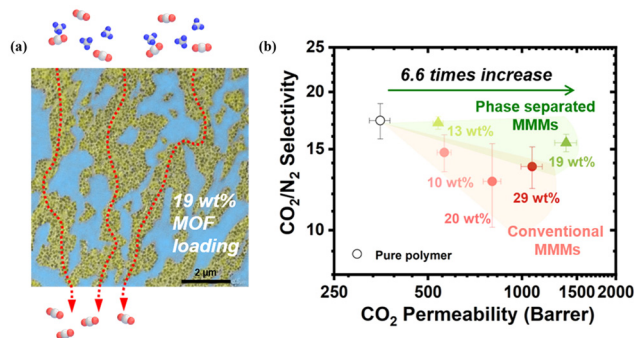 (a)
19 wt%
MOF
loading
2 μm
(b)
CO2/N2 Selectivity
25
20
15
10
6.6 times increase
Phase separated
MMMs
13 wt%
19 wt%
10 wt%
29 wt%
20 wt%
Conventional
MMMs
Pure polymer
250
500
1000
1500
2000
CO2 Permeability (Barrer)